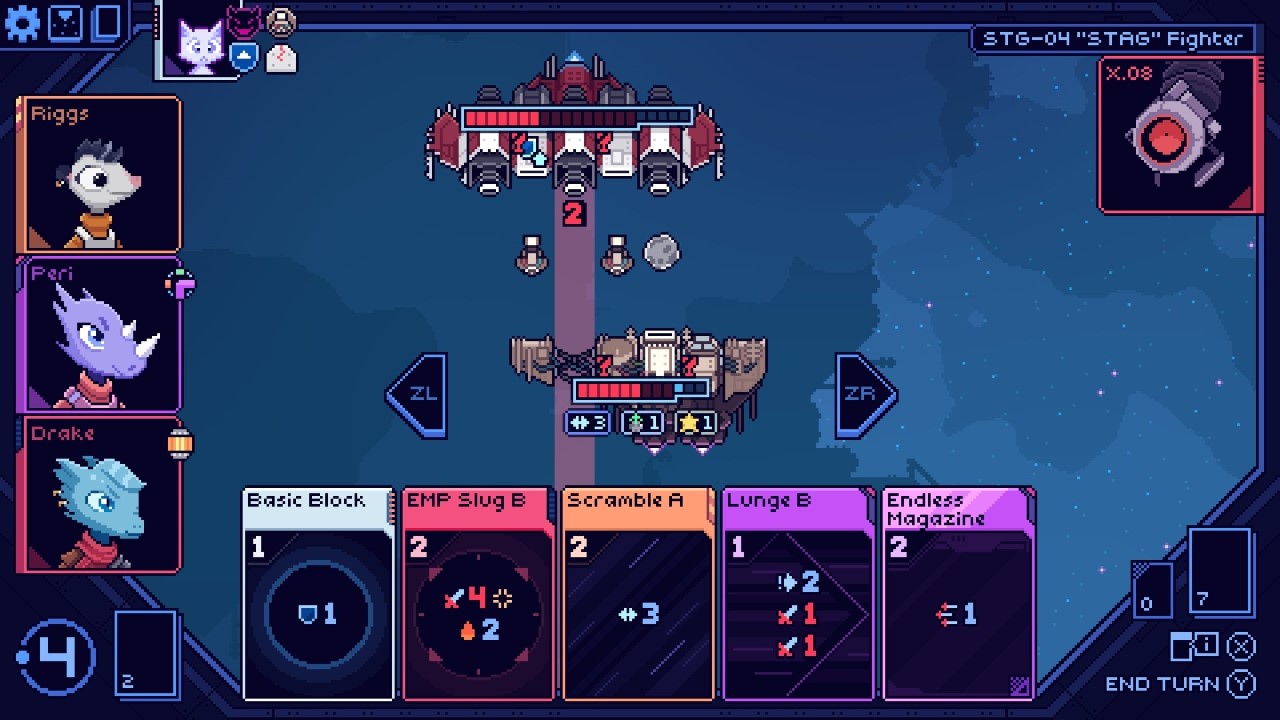 STG-04 "STAG" Fighter
X.08
Riggs
Peri
Drake
2
ZL
ZR
3
1
1
Basic Block
1
1
EMP Slug B
2
4
2
Scramble A
2
3
Lunge B
1
2
1
1
Endless
Magazine
2
1
4
2
0
7
i X
END TURN Y